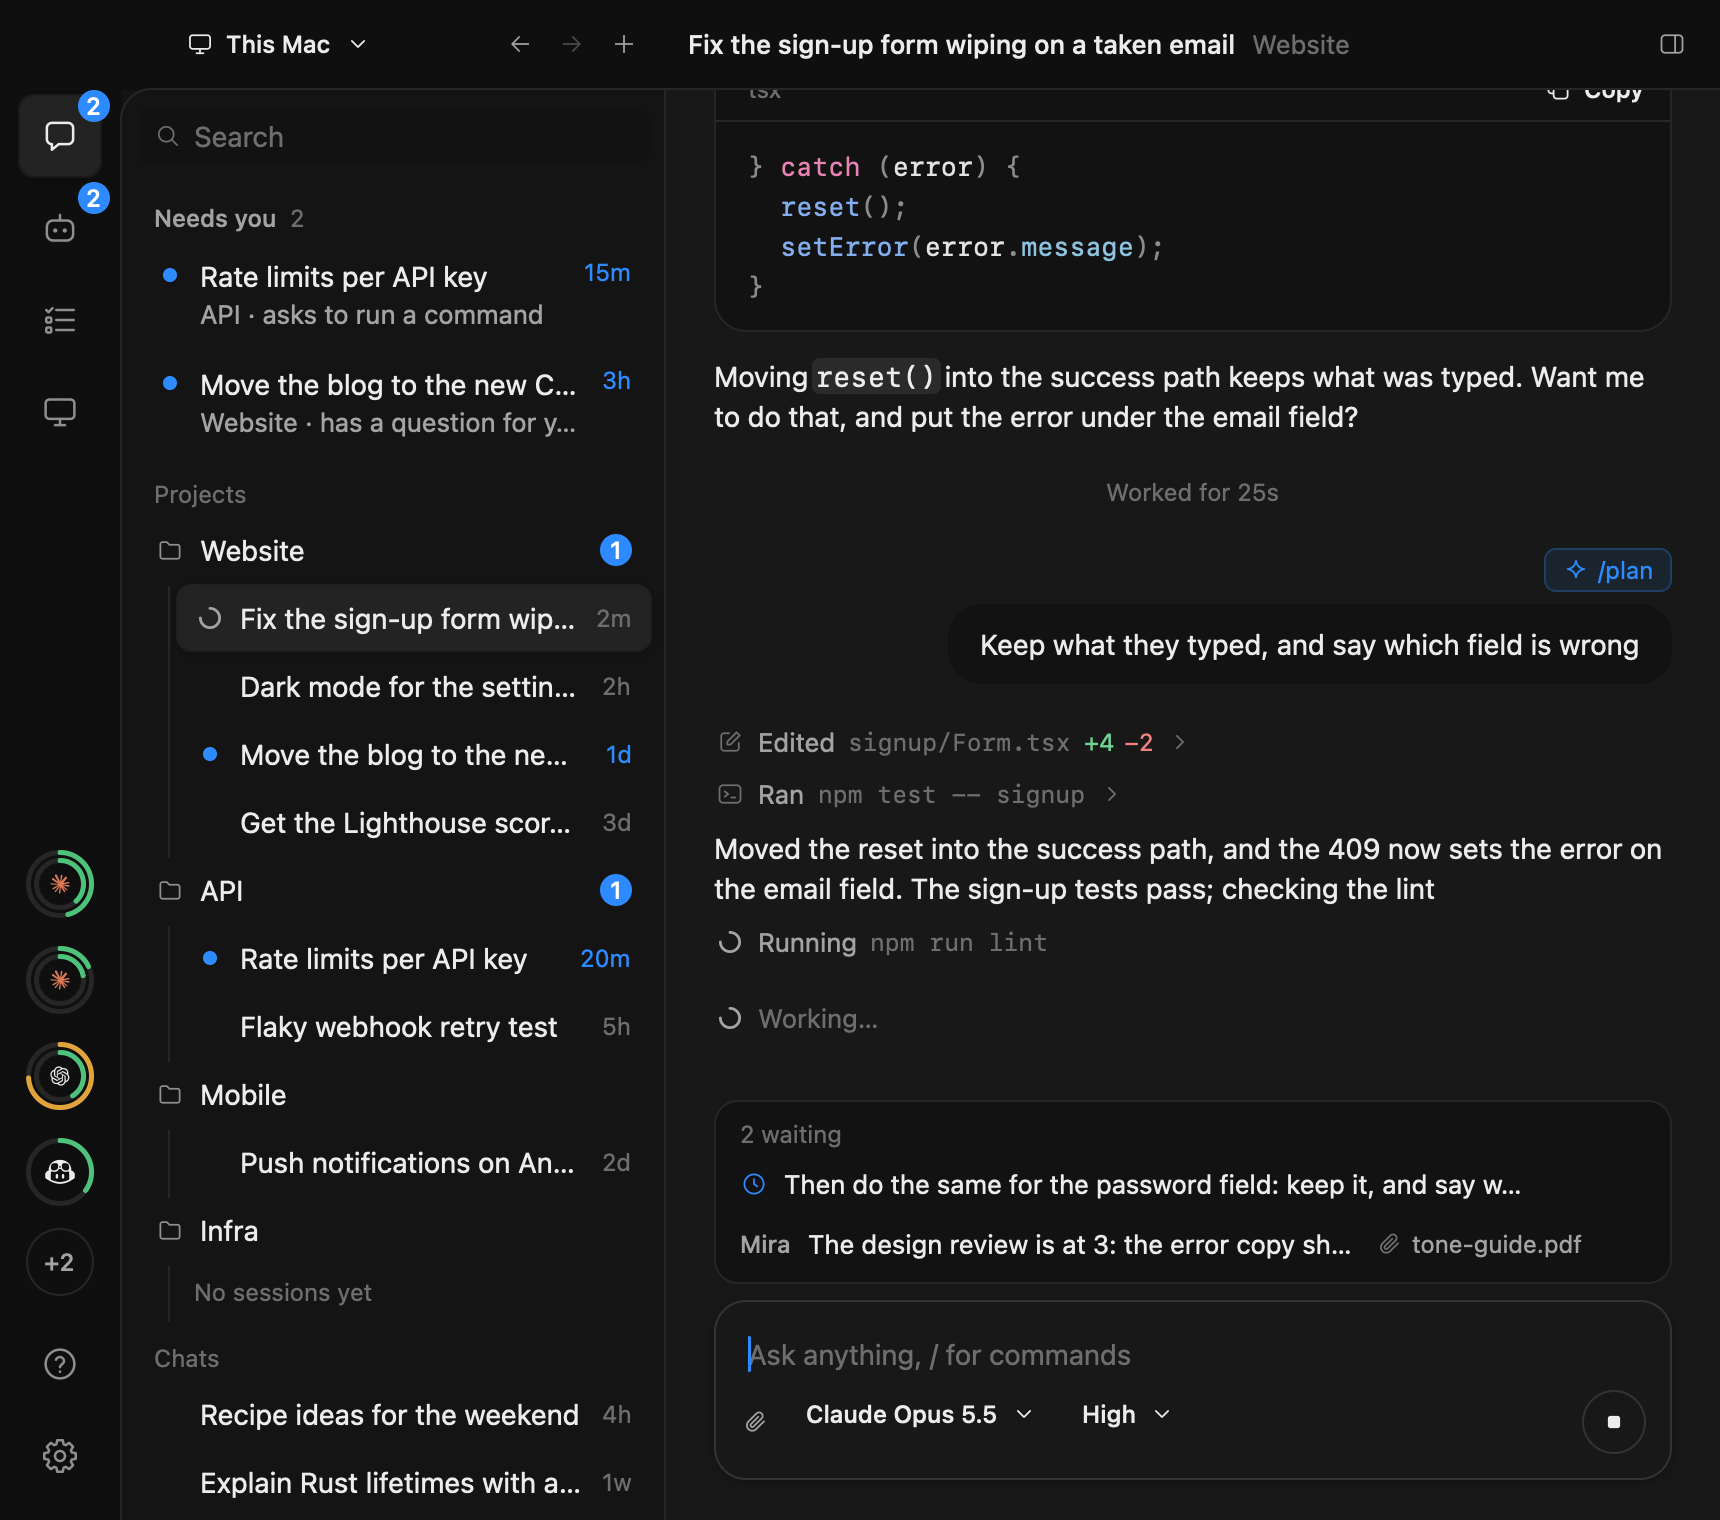 This Mac
Fix the sign-up form wiping on a taken email Website
2
2
Search
Needs you 2
Rate limits per API key 15m
API · asks to run a command
Move the blog to the new C... 3h
Website · has a question for y...
Projects
Website 1
Fix the sign-up form wip... 2m
Dark mode for the settin... 2h
Move the blog to the ne... 1d
Get the Lighthouse scor... 3d
API 1
Rate limits per API key 20m
Flaky webhook retry test 5h
Mobile
Push notifications on An... 2d
Infra
No sessions yet
Chats
Recipe ideas for the weekend 4h
Explain Rust lifetimes with a... 1w
+2
tsx Copy
} catch (error) {
reset();
setError(error.message);
}
Moving reset() into the success path keeps what was typed. Want me
to do that, and put the error under the email field?
Worked for 25s
/plan
Keep what they typed, and say which field is wrong
Edited signup/Form.tsx +4 −2
Ran npm test -- signup
Moved the reset into the success path, and the 409 now sets the error on
the email field. The sign-up tests pass; checking the lint
Running npm run lint
Working...
2 waiting
Then do the same for the password field: keep it, and say w...
Mira The design review is at 3: the error copy sh... tone-guide.pdf
Ask anything, / for commands
Claude Opus 5.5 High